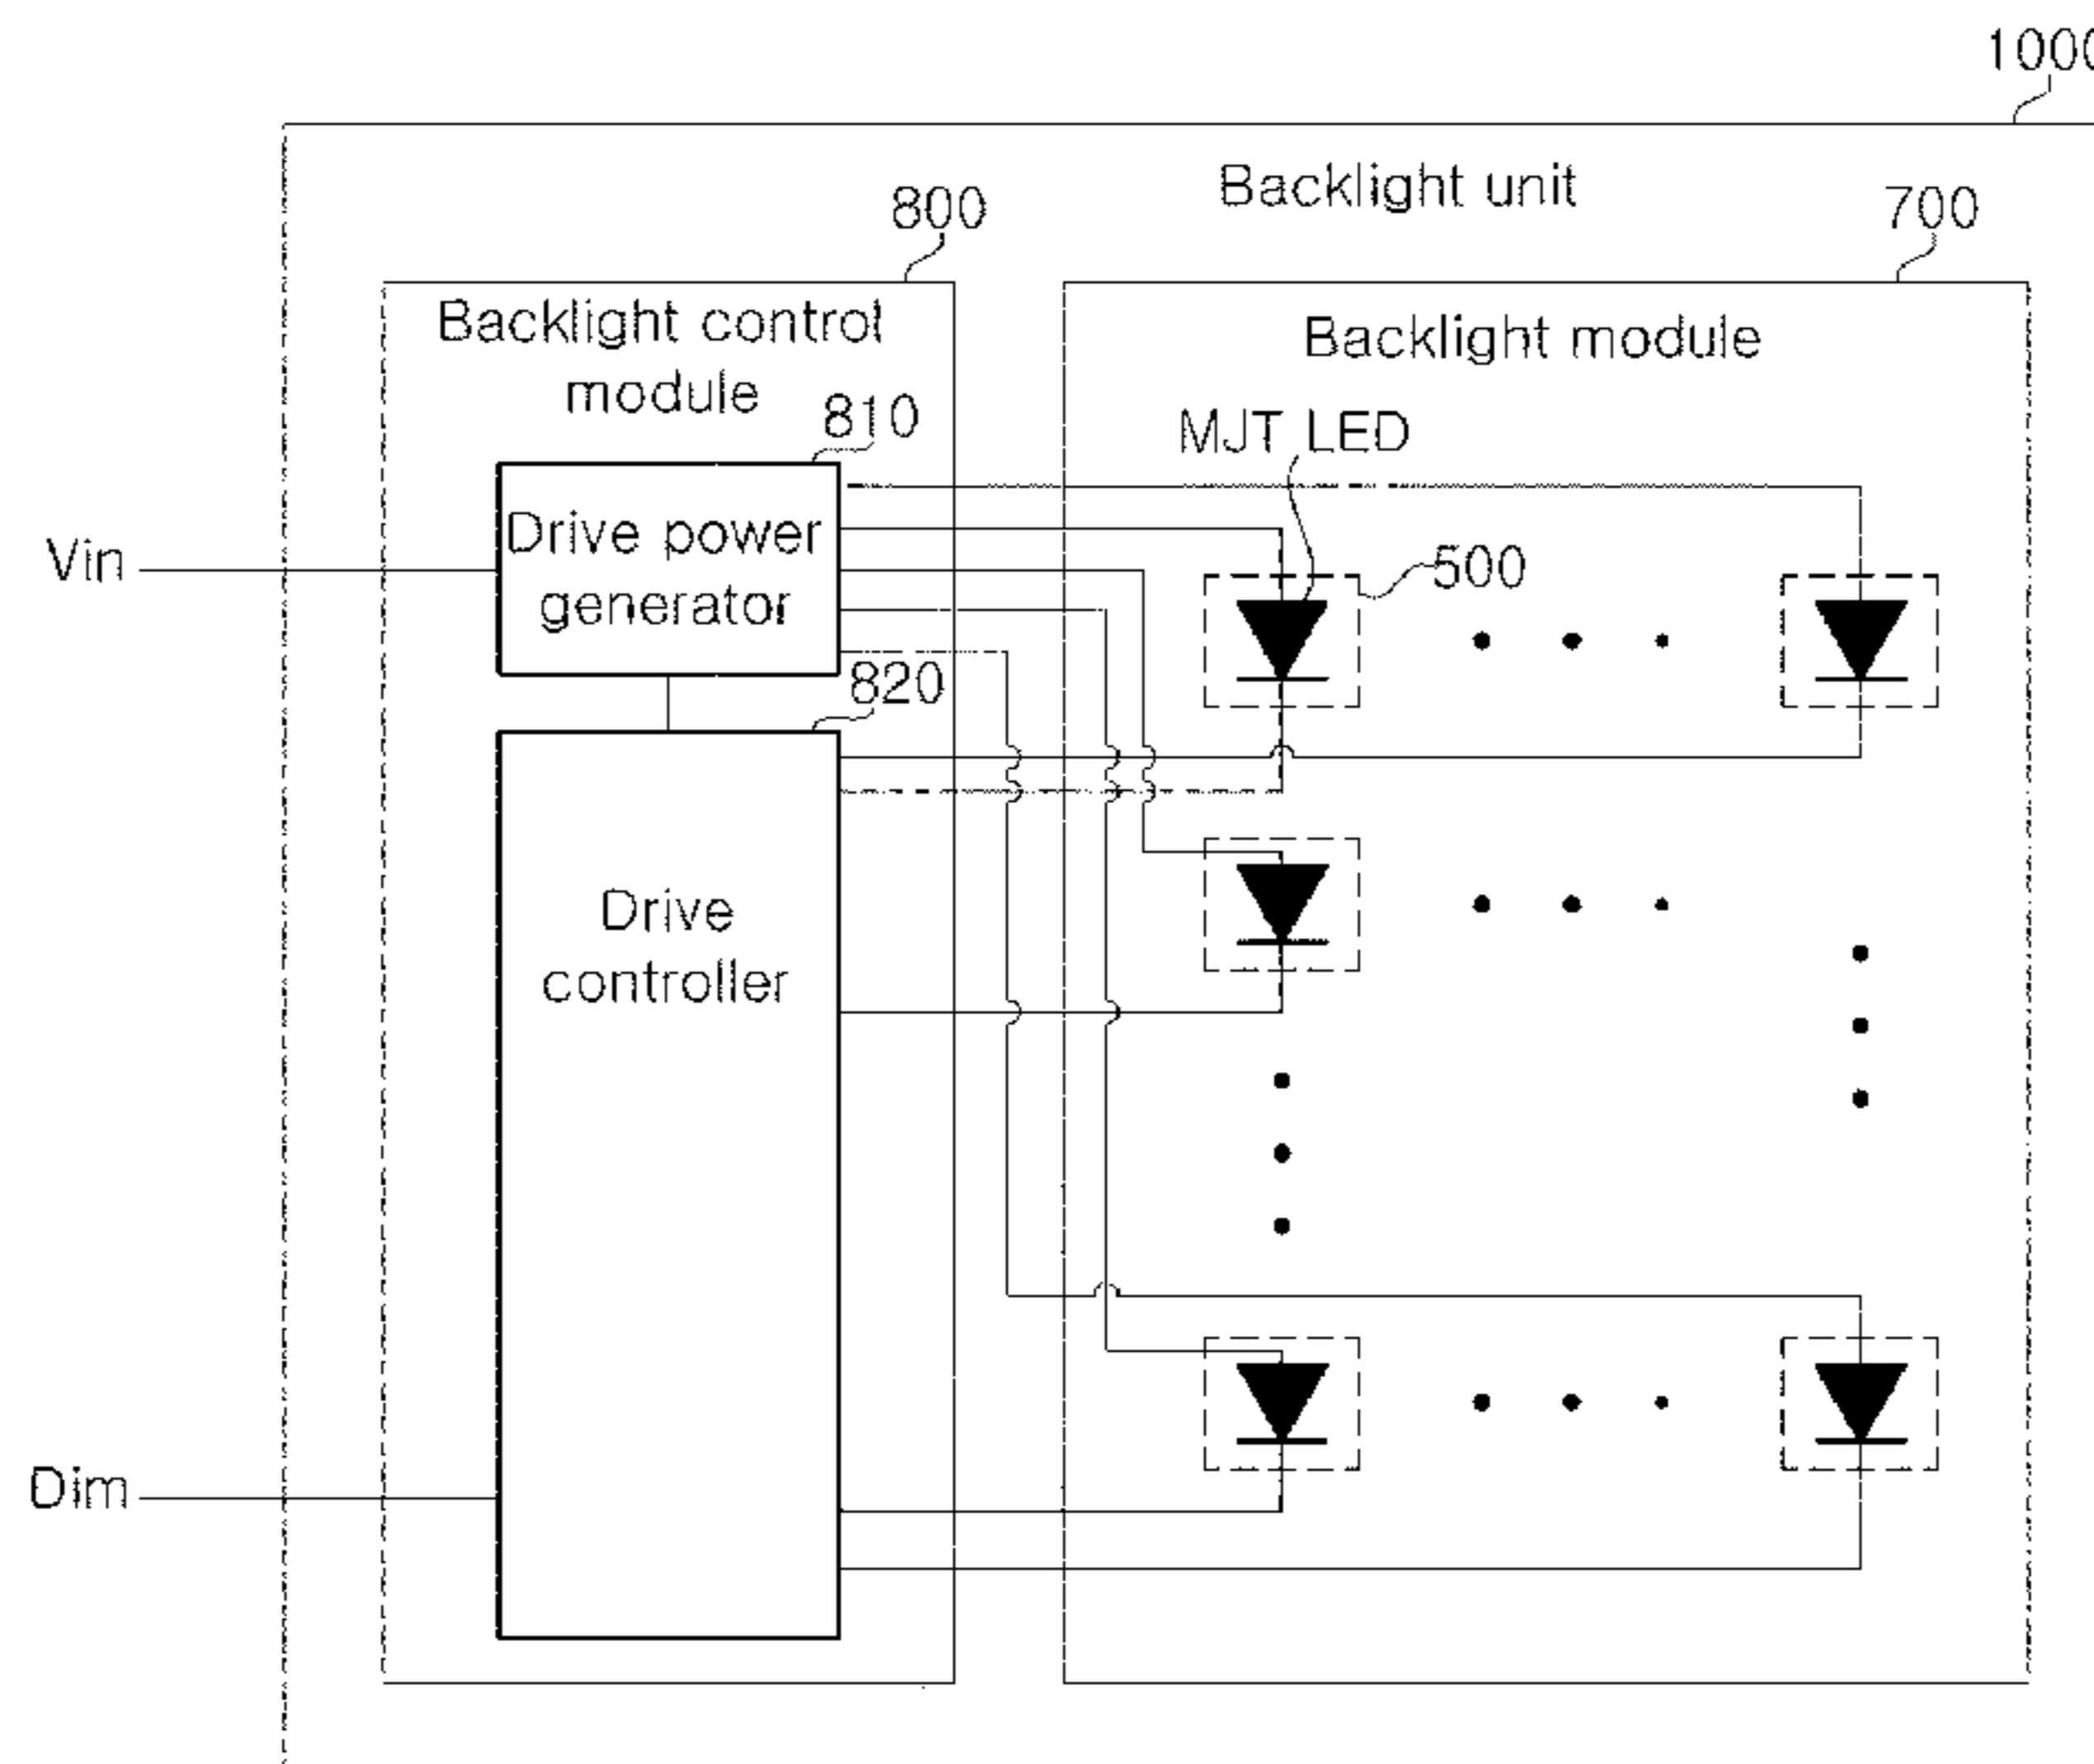 1000
Backlight unit
800
700
Backlight control
module
Backlight module
810
MJT LED
Drive power
generator
Vin
500
820
Drive
controller
Dim